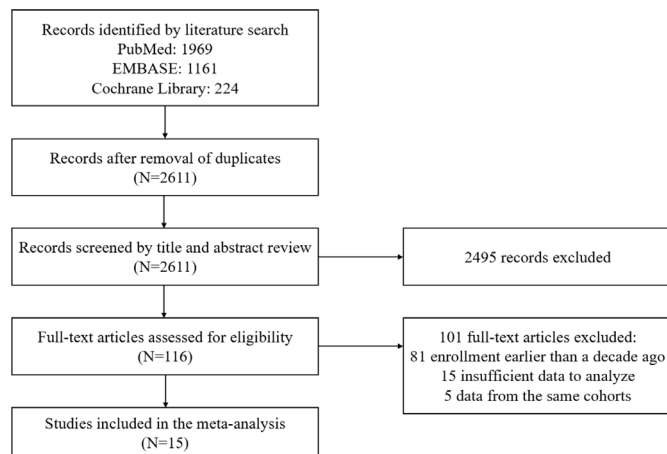 Records identified by literature search
PubMed: 1969
EMBASE: 1161
Cochrane Library: 224
Records after removal of duplicates
(N=2611)
Records screened by title and abstract review
(N=2611)
2495 records excluded
Full-text articles assessed for eligibility
(N=116)
101 full-text articles excluded:
81 enrollment earlier than a decade ago
15 insufficient data to analyze
5 data from the same cohorts
Studies included in the meta-analysis
(N=15)